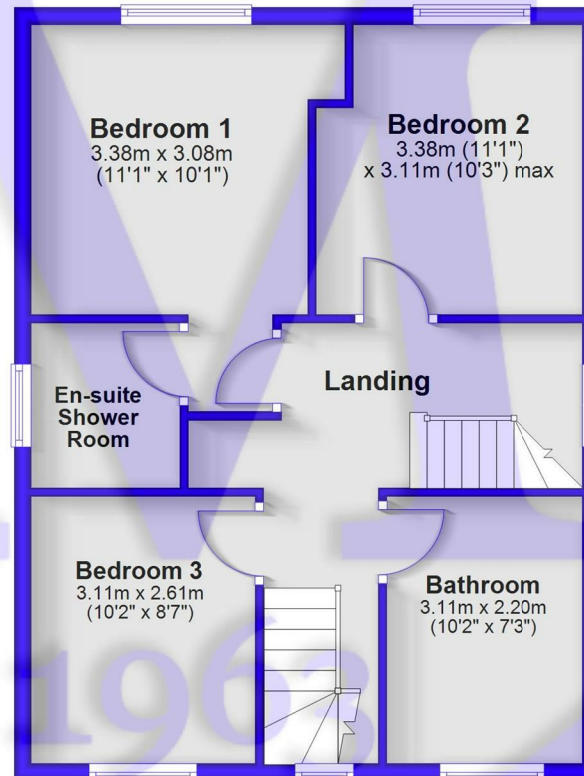 Bedroom 1
3.38m x 3.08m
(11'1" x 10'1")
Bedroom 2
3.38m (11'1")
x 3.11m (10'3") max
Landing
En-suite
Shower
Room
Bedroom 3
3.11m x 2.61m
(10'2" x 8'7")
Bathroom
3.11m x 2.20m
(10'2" x 7'3")
1963